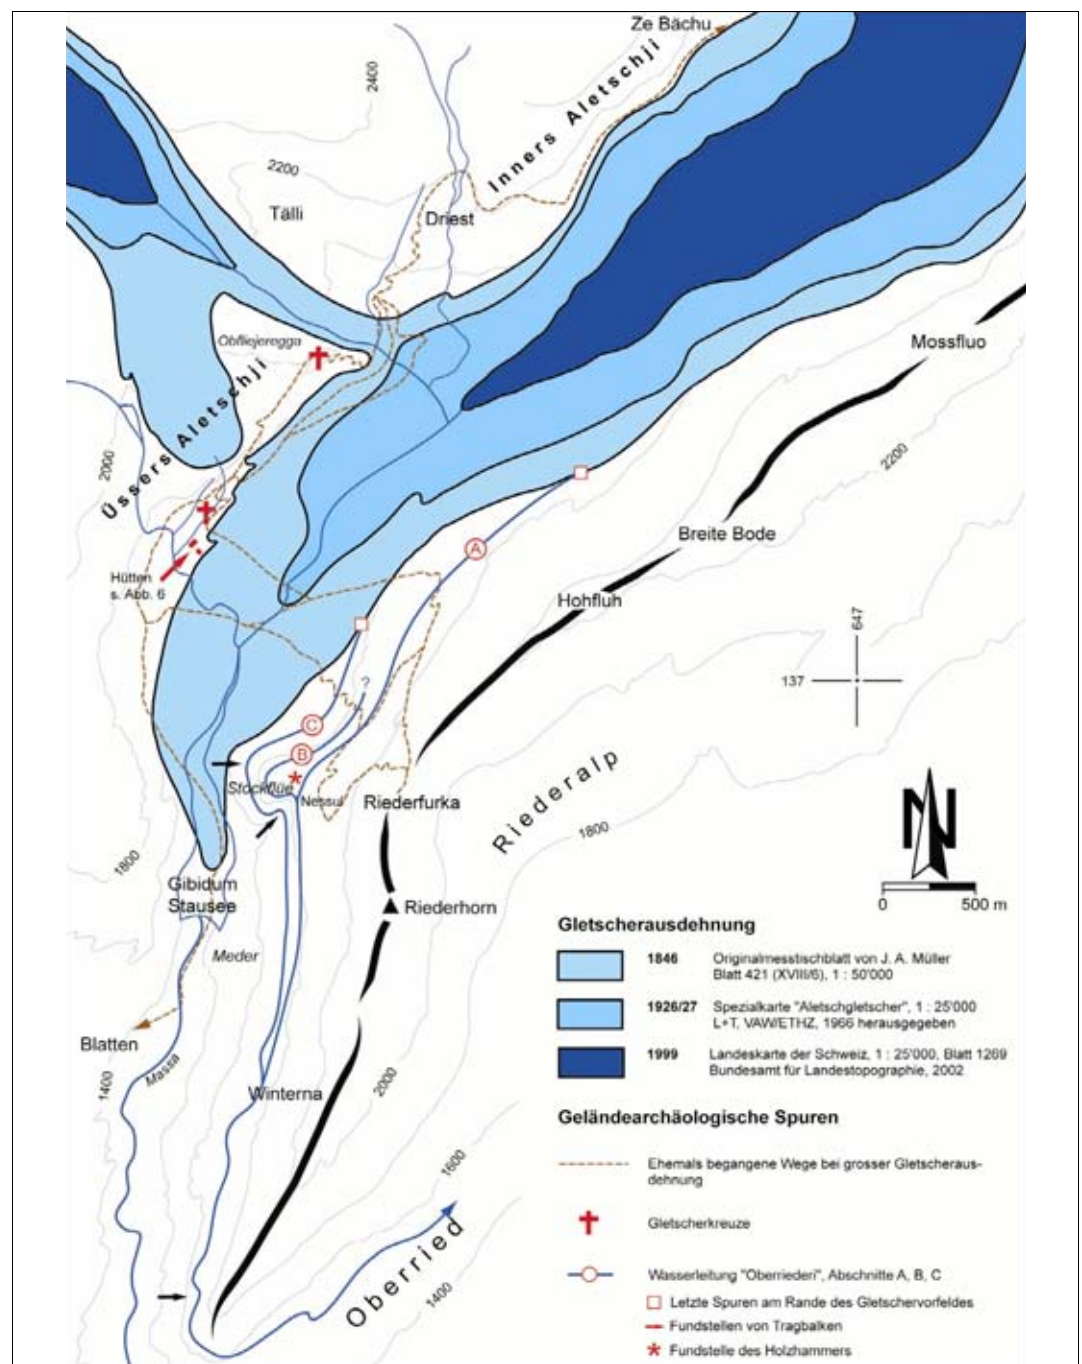 Ze Bächu
2400
Inners Aletschji
2200
Tälli
Driest
Obfliejeregga
Mossfluo
Üssers Aletschji
2000
2200
A
Breite Bode
Hütten
s. Abb. 6
Hohfluh
647
137
?
C
B
Stockflüe
Nessul
Riederfurka
Riederalp
1800
N
1800
Gibidum
Stausee
Riederhorn
0 500 m
Meder
Blatten
Massa
1400
Winterna
2000
1600
Oberried
1400
Gletscherausdehnung
1846 Originalmesstischblatt von J. A. Müller
Blatt 421 (XVIII/6), 1 : 50'000
1926/27 Spezialkarte "Aletschgletscher", 1 : 25'000
L+T, VAW/ETHZ, 1966 herausgegeben
1999 Landeskarte der Schweiz, 1 : 25'000, Blatt 1269
Bundesamt für Landestopographie, 2002
Geländearchäologische Spuren
Ehemals begangene Wege bei grosser Gletscheraus-
dehnung
Gletscherkreuze
Wasserleitung "Oberriederi", Abschnitte A, B, C
Letzte Spuren am Rande des Gletschervorfeldes
Fundstellen von Tragbalken
Fundstelle des Holzhammers